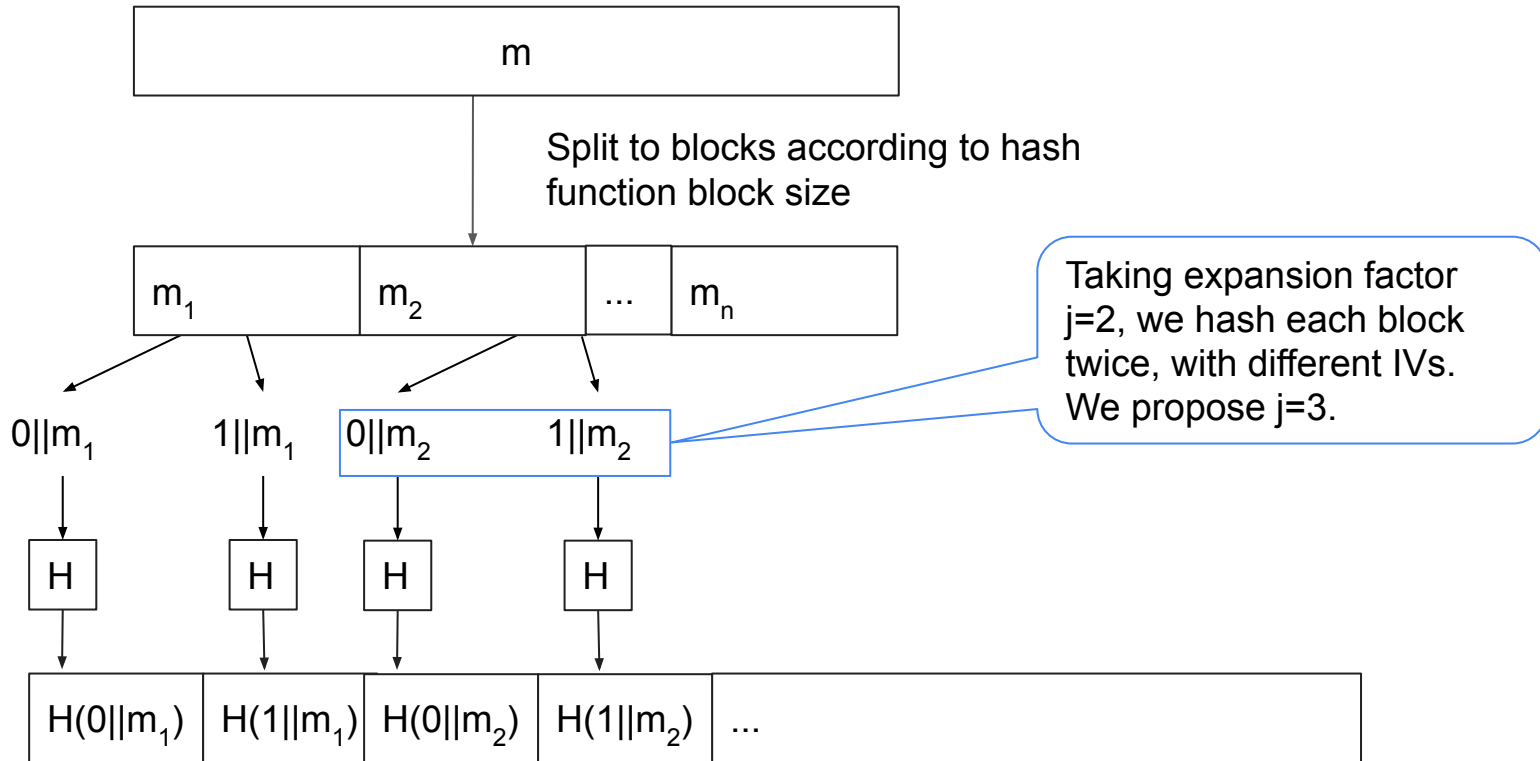 m
Split to blocks according to hash
function block size
m₁
m₂
...
mₙ
Taking expansion factor
j=2, we hash each block
twice, with different IVs.
We propose j=3.
0||m₁
1||m₁
0||m₂
1||m₂
H
H
H
H
H(0||m₁)
H(1||m₁)
H(0||m₂)
H(1||m₂)
...